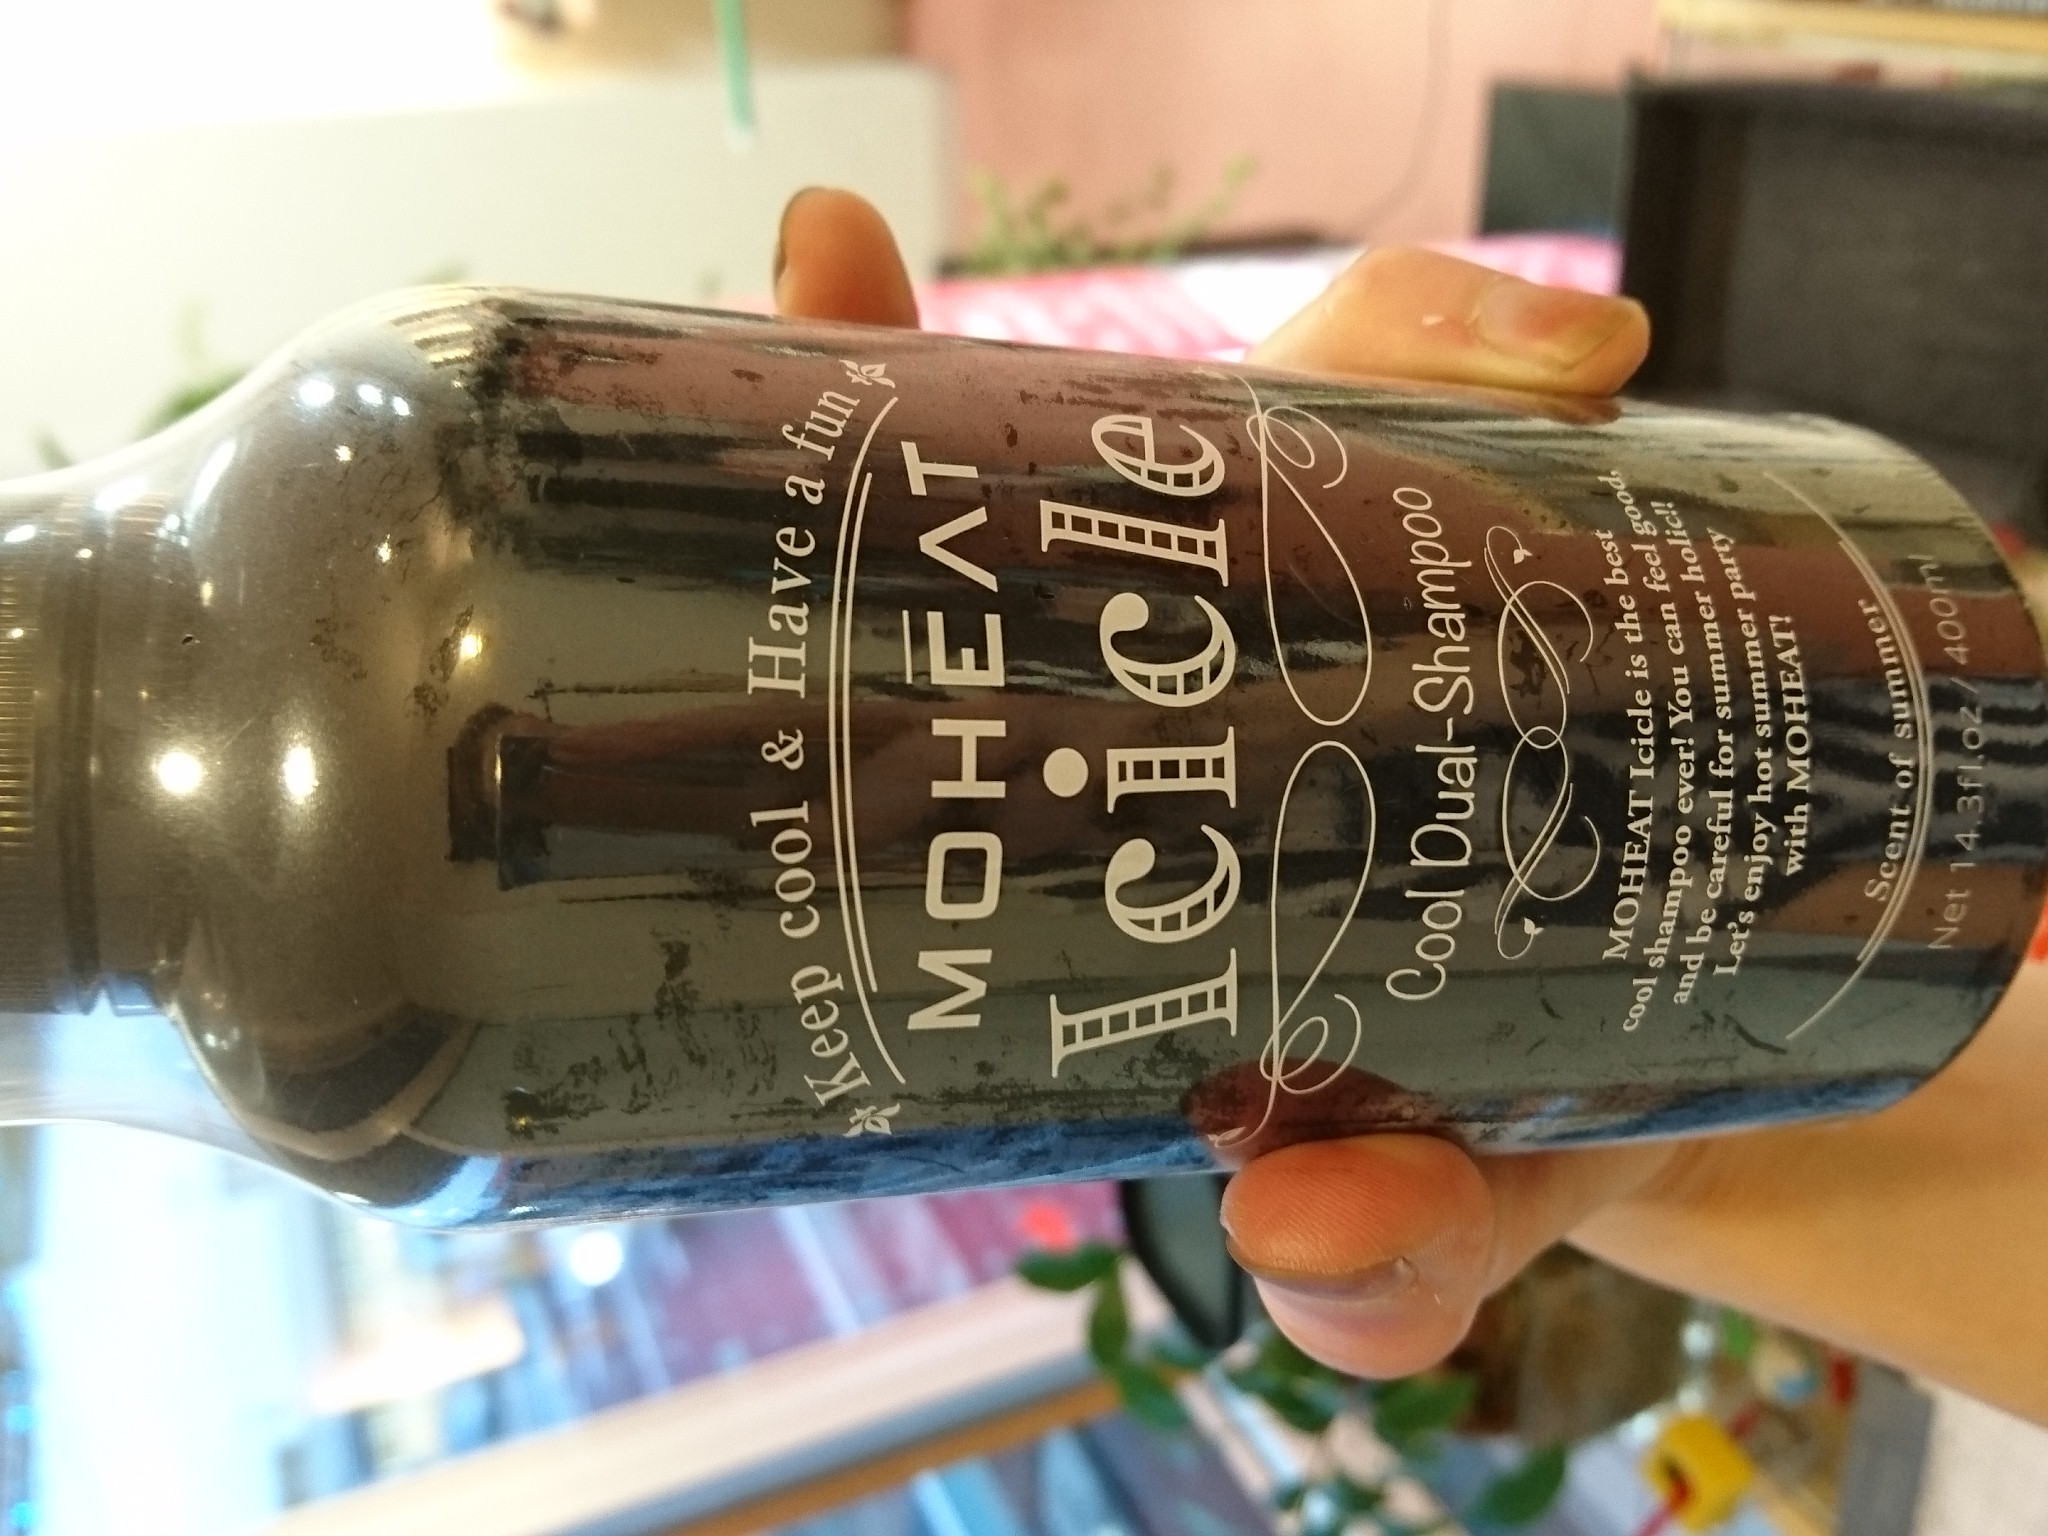 Keep cool & Have a fun
MOHEAT
Icicle
Cool Dual-Shampoo
MOHEAT Icicle is the best
cool shampoo ever! You can feel good,
and be careful for summer holic!!
Let's enjoy hot summer party
with MOHEAT!
Scent of summer
Net 14.3fl.oz/400ml